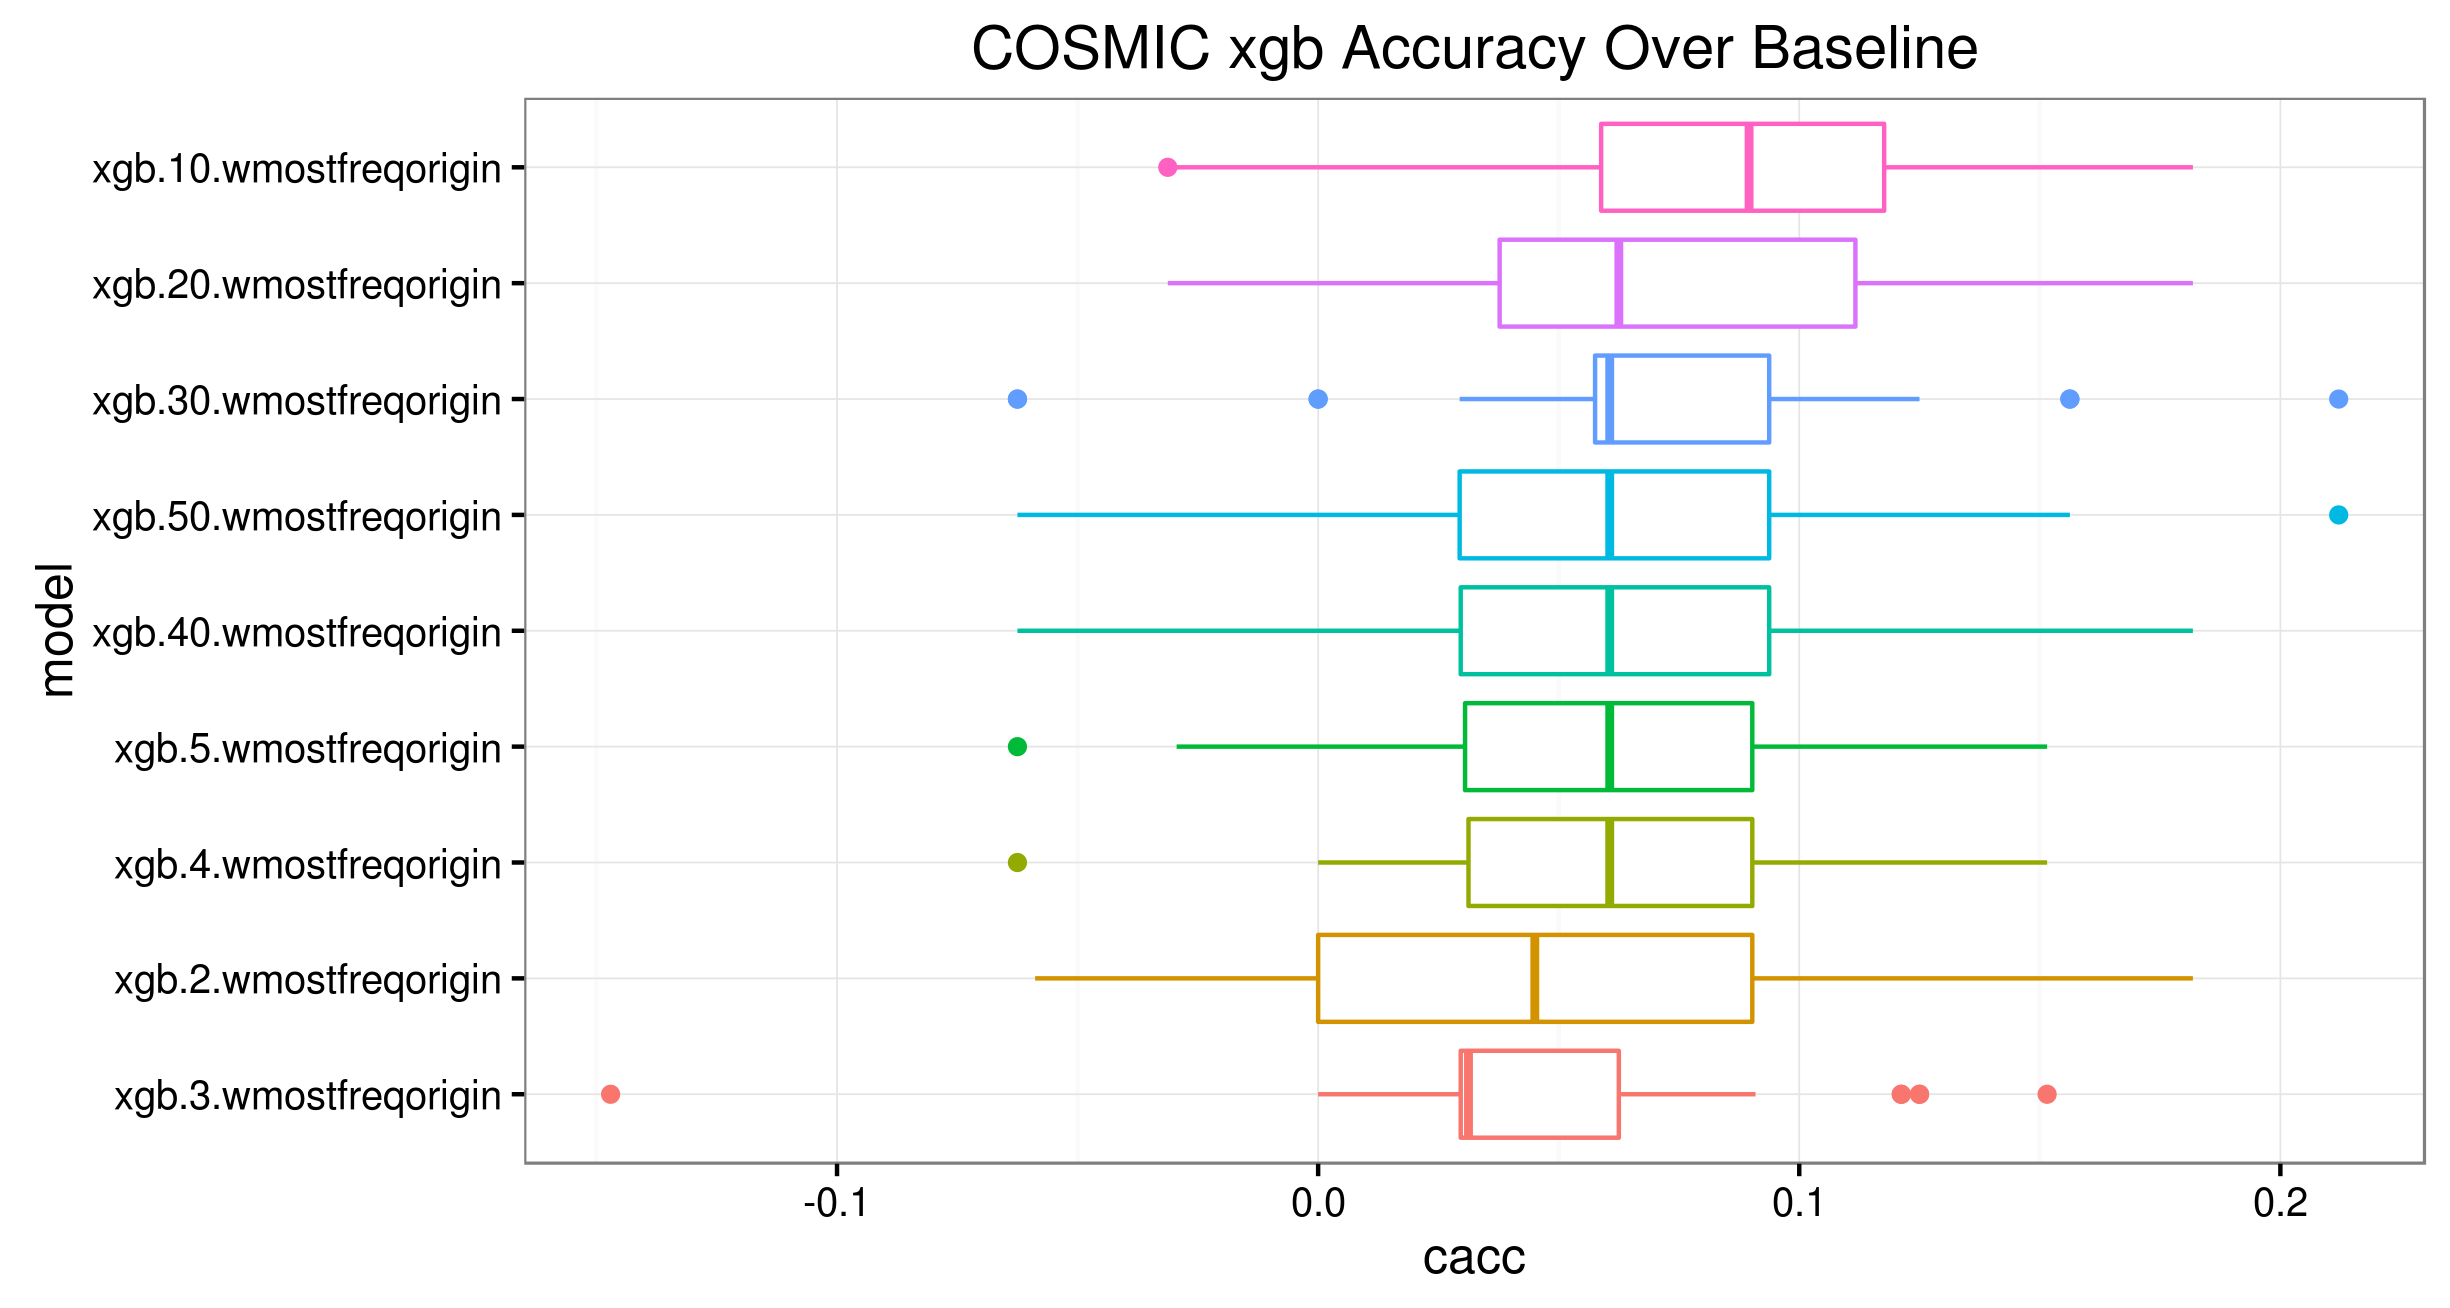 COSMIC xgb Accuracy Over Baseline
xgb.10.wmostfreqorigin
xgb.20.wmostfreqorigin
xgb.30.wmostfreqorigin
xgb.50.wmostfreqorigin
xgb.40.wmostfreqorigin
xgb.5.wmostfreqorigin
xgb.4.wmostfreqorigin
xgb.2.wmostfreqorigin
xgb.3.wmostfreqorigin
model
-0.1 0.0 0.1 0.2
cacc